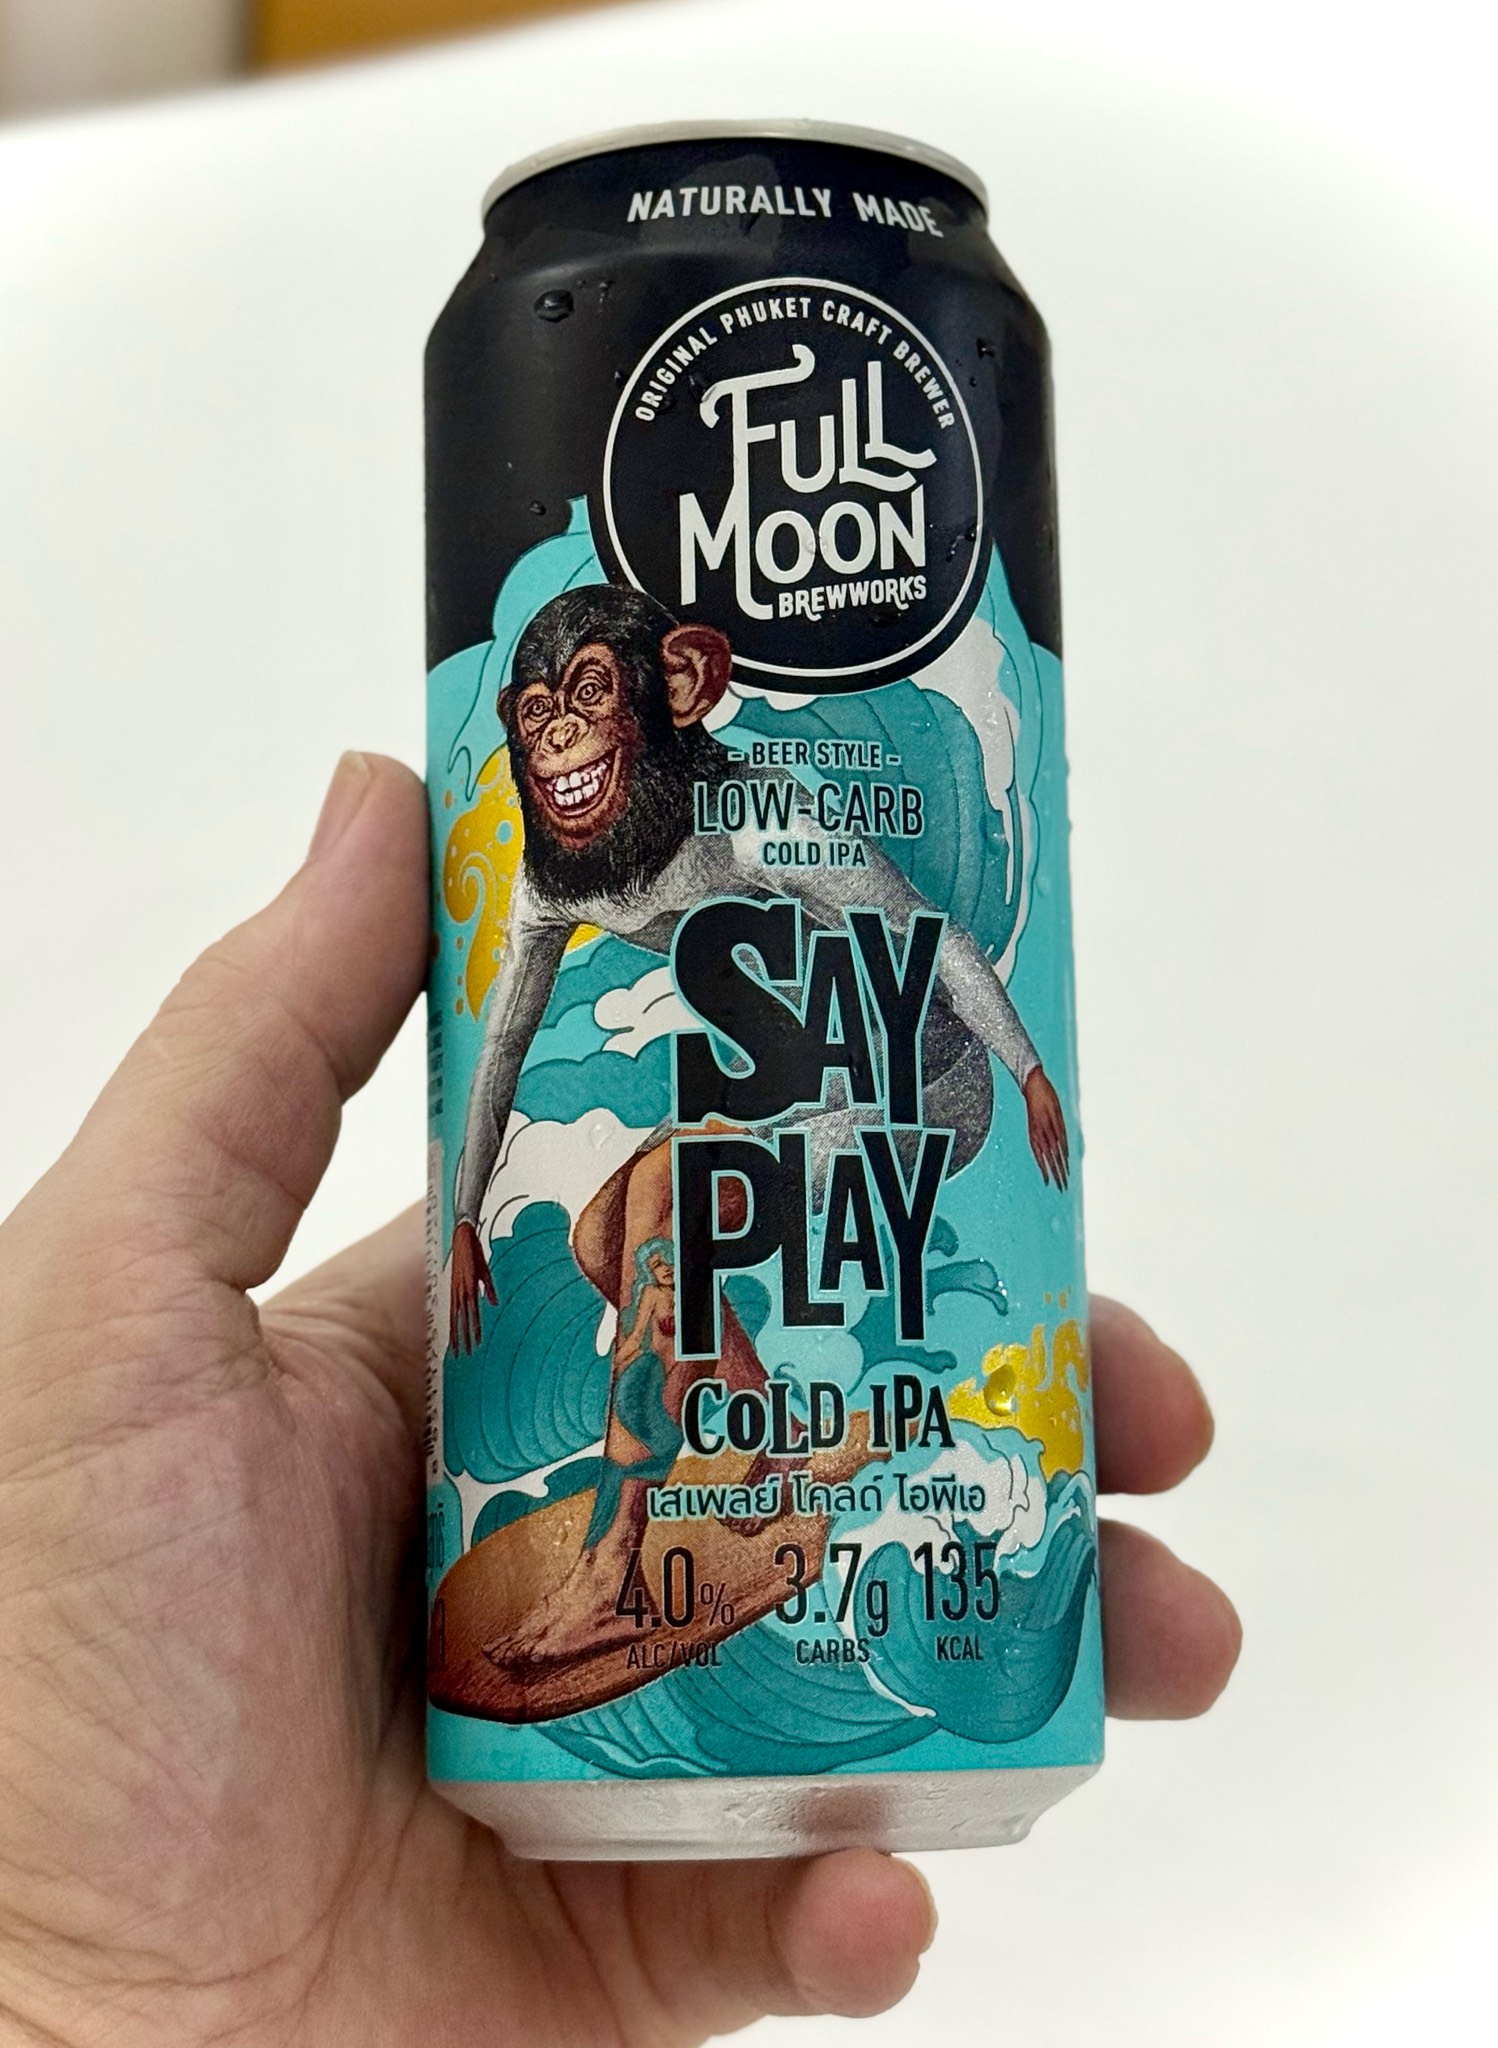 NATURALLY MADE
ORIGINAL PHUKET CRAFT BREWER
FULL
MOON
BREWWORKS
- BEER STYLE -
LOW-CARB
COLD IPA
SAY
PLAY
COLD IPA
เสเพลย์ โคลด์ ไอพีเอ
4.0% 3.7g 135
ALC/VOL CARBS KCAL